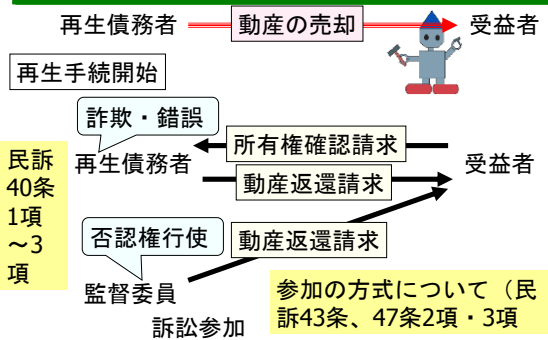 再生債務者
動産の売却
受益者
再生手続開始
詐欺・錯誤
所有権確認請求
民訴
40条
1項
～3
項
再生債務者
受益者
動産返還請求
否認権行使
動産返還請求
監督委員
参加の方式について（民
訴43条、47条2項・3項
訴訟参加